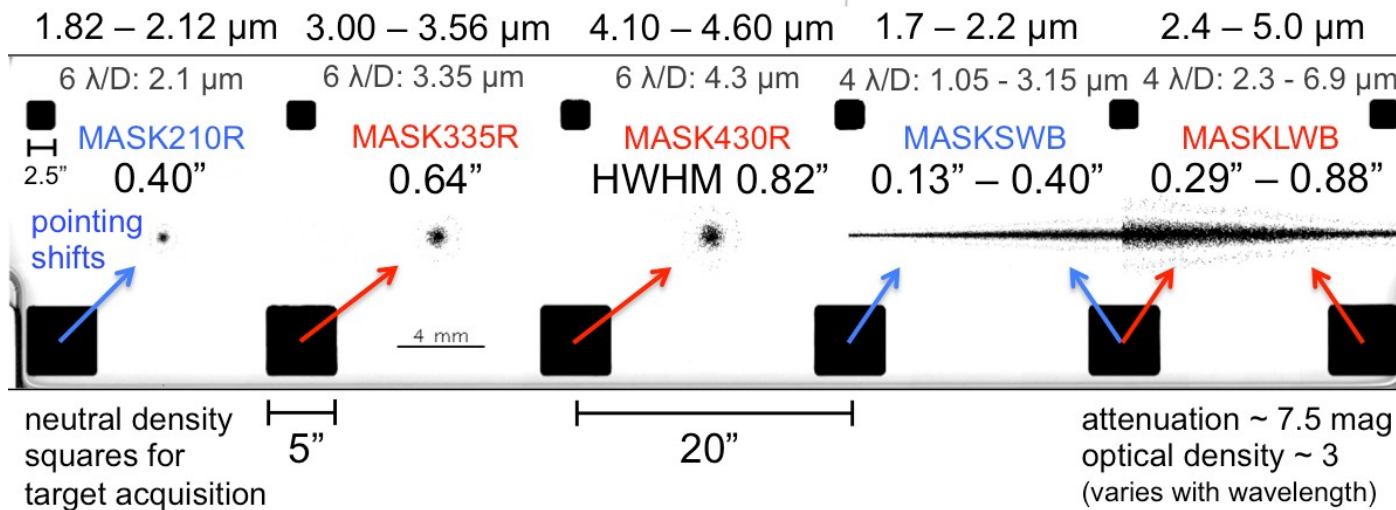 1.82 – 2.12 μm 3.00 – 3.56 μm 4.10 – 4.60 μm 1.7 – 2.2 μm 2.4 – 5.0 μm
6 λ/D: 2.1 μm 6 λ/D: 3.35 μm 6 λ/D: 4.3 μm 4 λ/D: 1.05 - 3.15 μm 4 λ/D: 2.3 - 6.9 μm
MASK210R MASK335R MASK430R MASKSWB MASKLWB
2.5” 0.40” 0.64” HWHM 0.82” 0.13” – 0.40” 0.29” – 0.88”
pointing
shifts
4 mm
neutral density
squares for
target acquisition
5”
20”
attenuation ~ 7.5 mag
optical density ~ 3
(varies with wavelength)